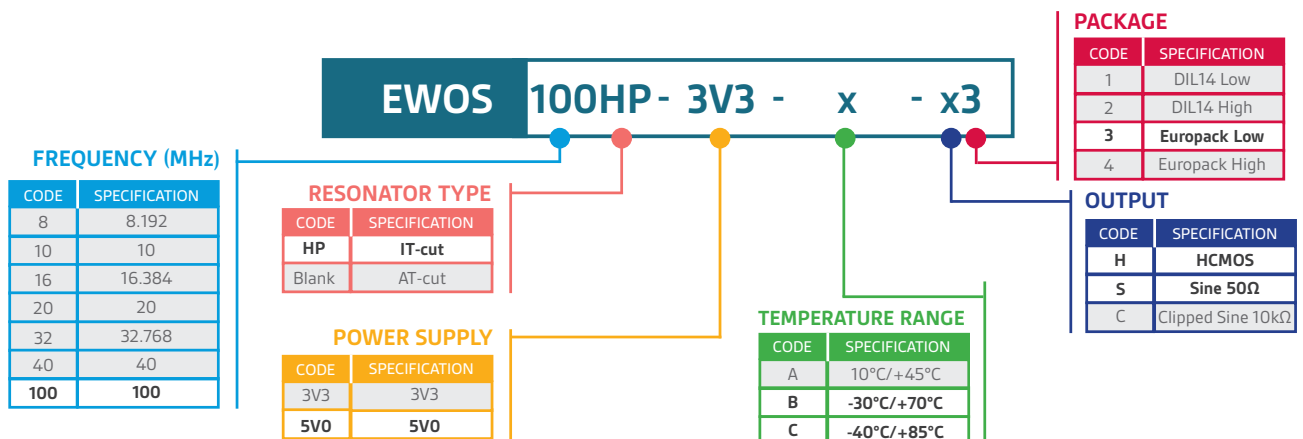 PACKAGE
CODE SPECIFICATION
1 DIL14 Low
2 DIL14 High
3 Europack Low
4 Europack High
EWOS 100HP - 3V3 - x - x3
FREQUENCY (MHz)
CODE SPECIFICATION
8 8.192
10 10
16 16.384
20 20
32 32.768
40 40
100 100
RESONATOR TYPE
CODE SPECIFICATION
HP IT-cut
Blank AT-cut
OUTPUT
CODE SPECIFICATION
H HCMOS
S Sine 50Ω
C Clipped Sine 10kΩ
POWER SUPPLY
CODE SPECIFICATION
3V3 3V3
5V0 5V0
TEMPERATURE RANGE
CODE SPECIFICATION
A 10°C/+45°C
B -30°C/+70°C
C -40°C/+85°C